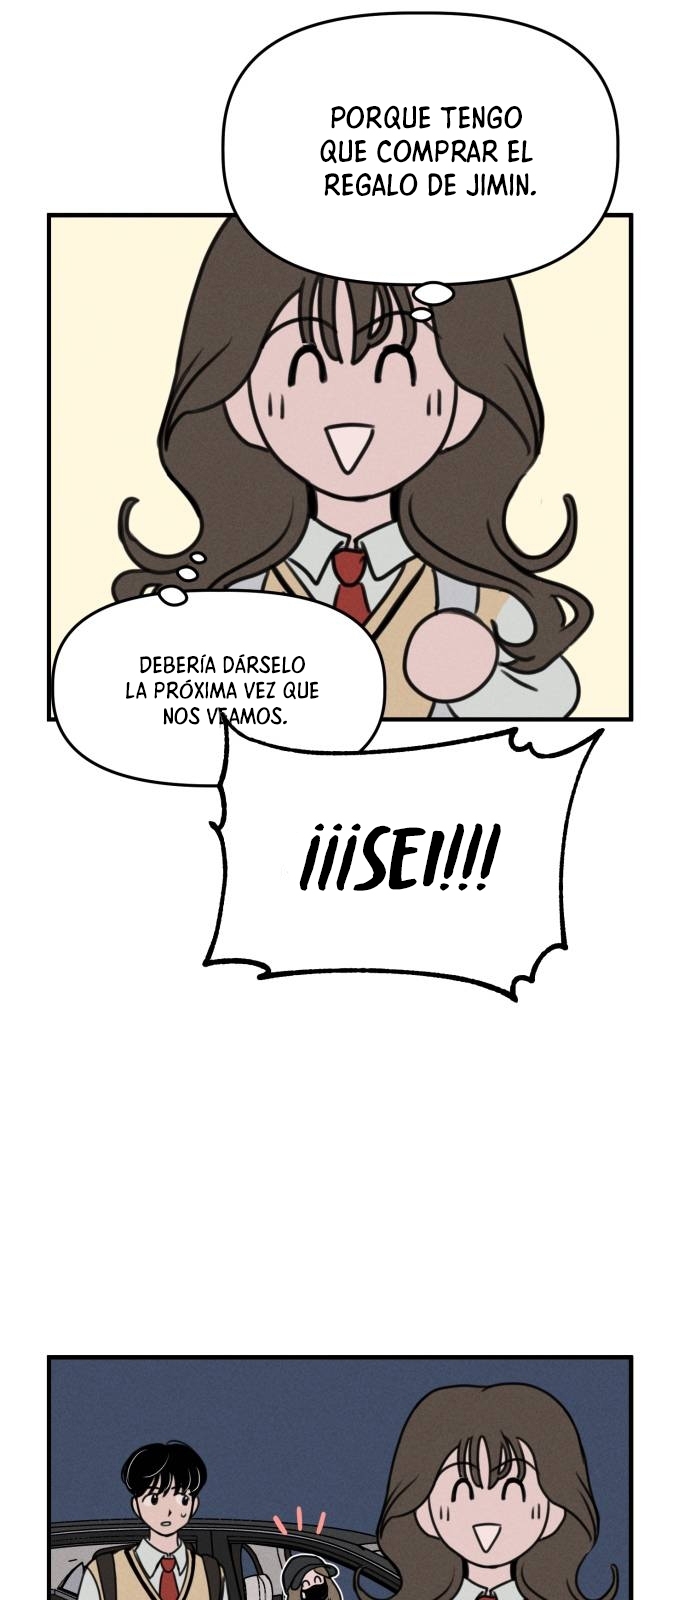 PORQUE TENGO
QUE COMPRAR EL
REGALO DE JIMIN.
DEBERÍA DÁRSELO
LA PRÓXIMA VEZ QUE
NOS VEAMOS.
¡¡¡SEI!!!